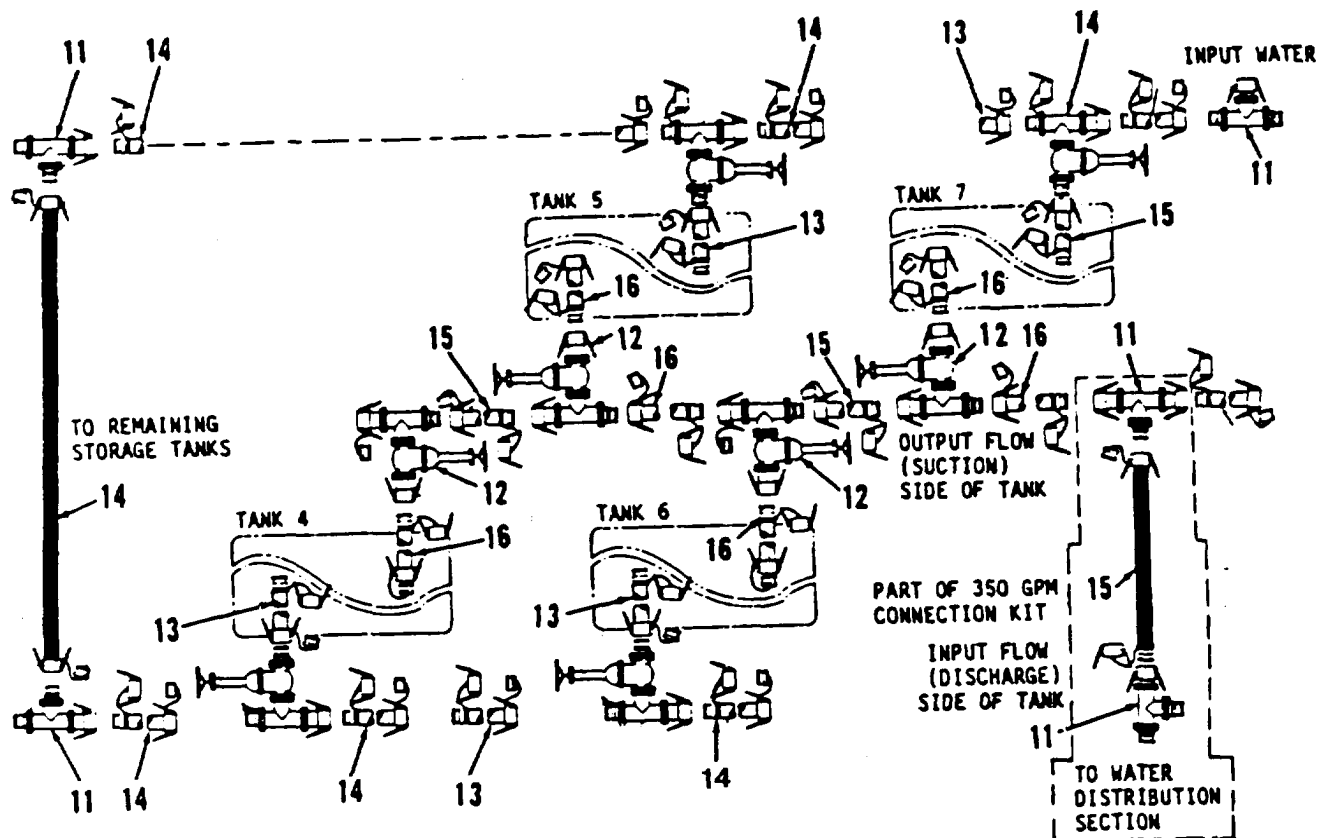 11
14
14
13
14
INPUT WATER
11
TANK 5
13
TANK 7
15
16
16
12
12
15
16
15
16
11
TO REMAINING
STORAGE TANKS
14
OUTPUT FLOW
(SUCTION)
SIDE OF TANK
12
12
TANK 4
16
TANK 6
16
13
13
PART OF 350 GPM
CONNECTION KIT
15
INPUT FLOW
(DISCHARGE)
SIDE OF TANK
11
11
14
14
13
14
TO WATER
DISTRIBUTION
SECTION